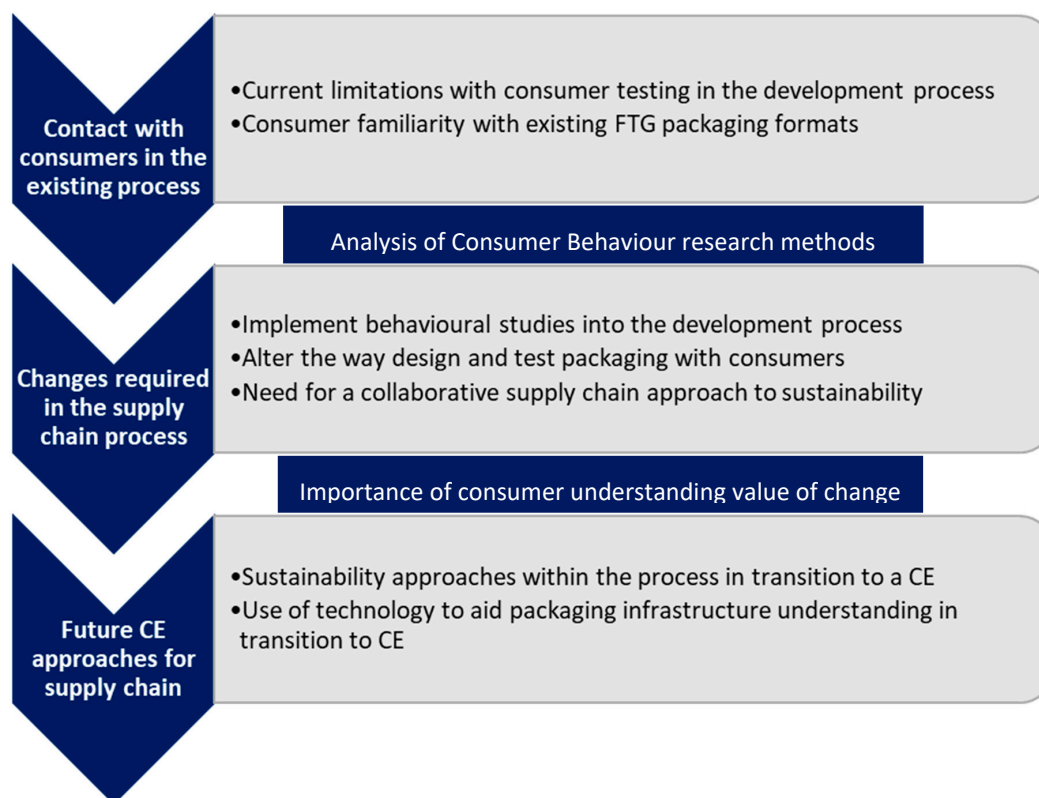 Contact with
consumers in the
existing process
•Current limitations with consumer testing in the development process
•Consumer familiarity with existing FTG packaging formats
Analysis of Consumer Behaviour research methods
Changes required
in the supply
chain process
•Implement behavioural studies into the development process
•Alter the way design and test packaging with consumers
•Need for a collaborative supply chain approach to sustainability
Importance of consumer understanding value of change
Future CE
approaches for
supply chain
•Sustainability approaches within the process in transition to a CE
•Use of technology to aid packaging infrastructure understanding in
transition to CE